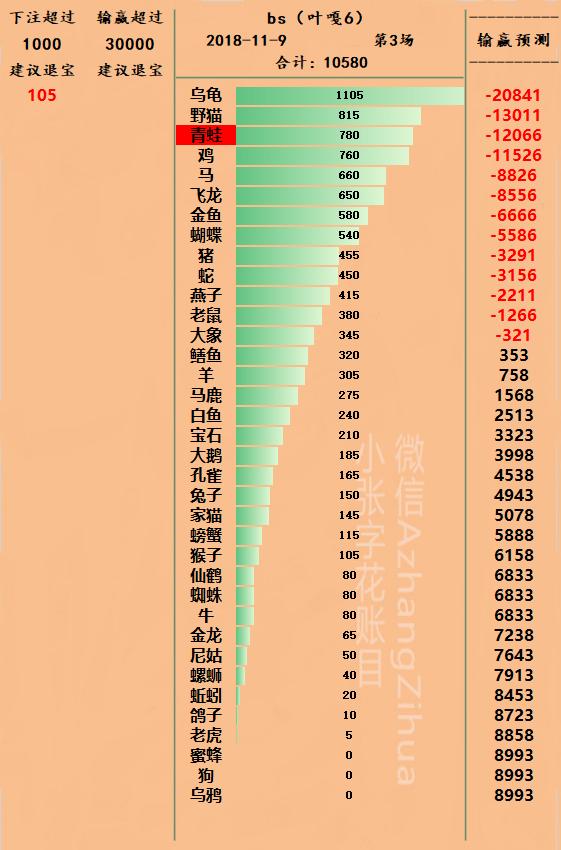 下注超过 输赢超过
1000 30000
建议退宝 建议退宝
105
bs（叶嘎6）
2018-11-9 第3场
合计：10580
输赢预测
乌龟 1105 -20841
野猫 815 -13011
青蛙 780 -12066
鸡 760 -11526
马 660 -8826
飞龙 650 -8556
金鱼 580 -6666
蝴蝶 540 -5586
猪 455 -3291
蛇 450 -3156
燕子 415 -2211
老鼠 380 -1266
大象 345 -321
鳝鱼 320 353
羊 305 758
马鹿 275 1568
白鱼 240 2513
宝石 210 3323
大鹅 185 3998
孔雀 165 4538
兔子 150 4943
家猫 145 5078
螃蟹 115 5888
猴子 105 6158
仙鹤 80 6833
蜘蛛 80 6833
牛 80 6833
金龙 65 7238
尼姑 50 7643
螺蛳 40 7913
蚯蚓 20 8453
鸽子 10 8723
老虎 5 8858
蜜蜂 0 8993
狗 0 8993
乌鸦 0 8993
微信AzhangZihua
小张字花账目